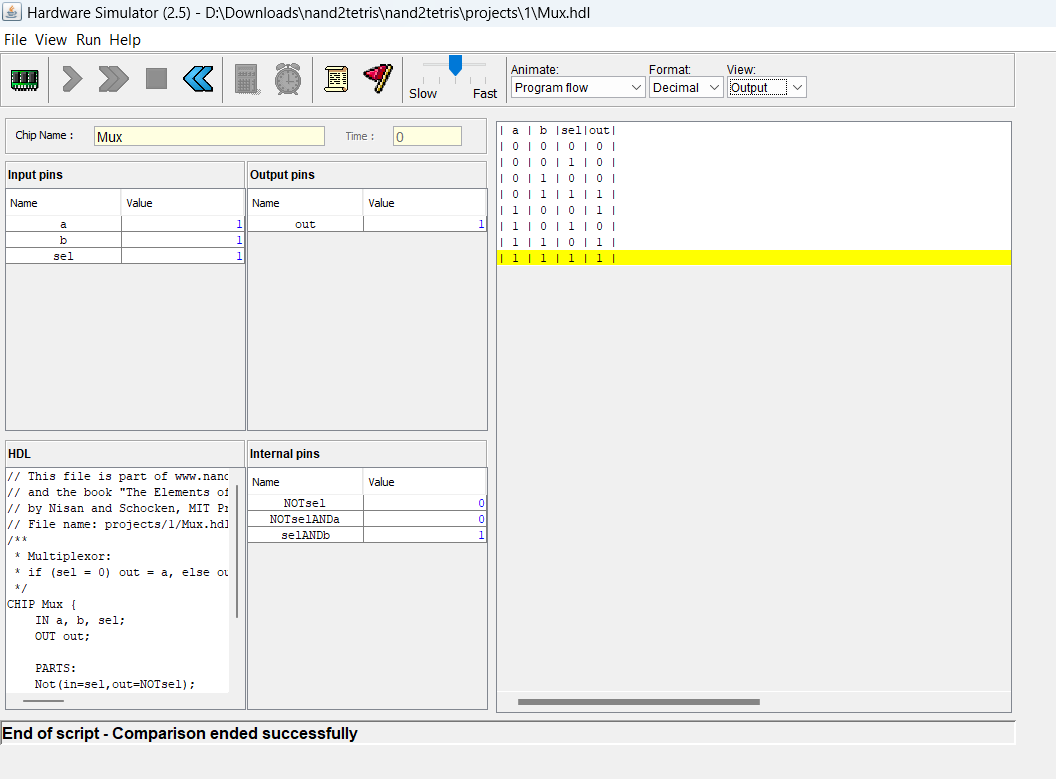 Hardware Simulator (2.5) - D:\Downloads\nand2tetris\nand2tetris\projects\1\Mux.hdl
File View Run Help
Slow Fast
Animate: Format: View:
Program flow Decimal Output
Chip Name : Mux Time : 0
Input pins
Name Value
a 1
b 1
sel 1
Output pins
Name Value
out 1
HDL
// This file is part of www.nanc
// and the book "The Elements of
// by Nisan and Schocken, MIT Pr
// File name: projects/1/Mux.hdl
/**
* Multiplexor:
* if (sel = 0) out = a, else ou
*/
CHIP Mux {
IN a, b, sel;
OUT out;
PARTS:
Not(in=sel,out=NOTsel);
Internal pins
Name Value
NOTsel 0
NOTselANDa 0
selANDb 1
| a | b |sel|out|
| 0 | 0 | 0 | 0 |
| 0 | 0 | 1 | 0 |
| 0 | 1 | 0 | 0 |
| 0 | 1 | 1 | 1 |
| 1 | 0 | 0 | 1 |
| 1 | 0 | 1 | 0 |
| 1 | 1 | 0 | 1 |
| 1 | 1 | 1 | 1 |
End of script - Comparison ended successfully